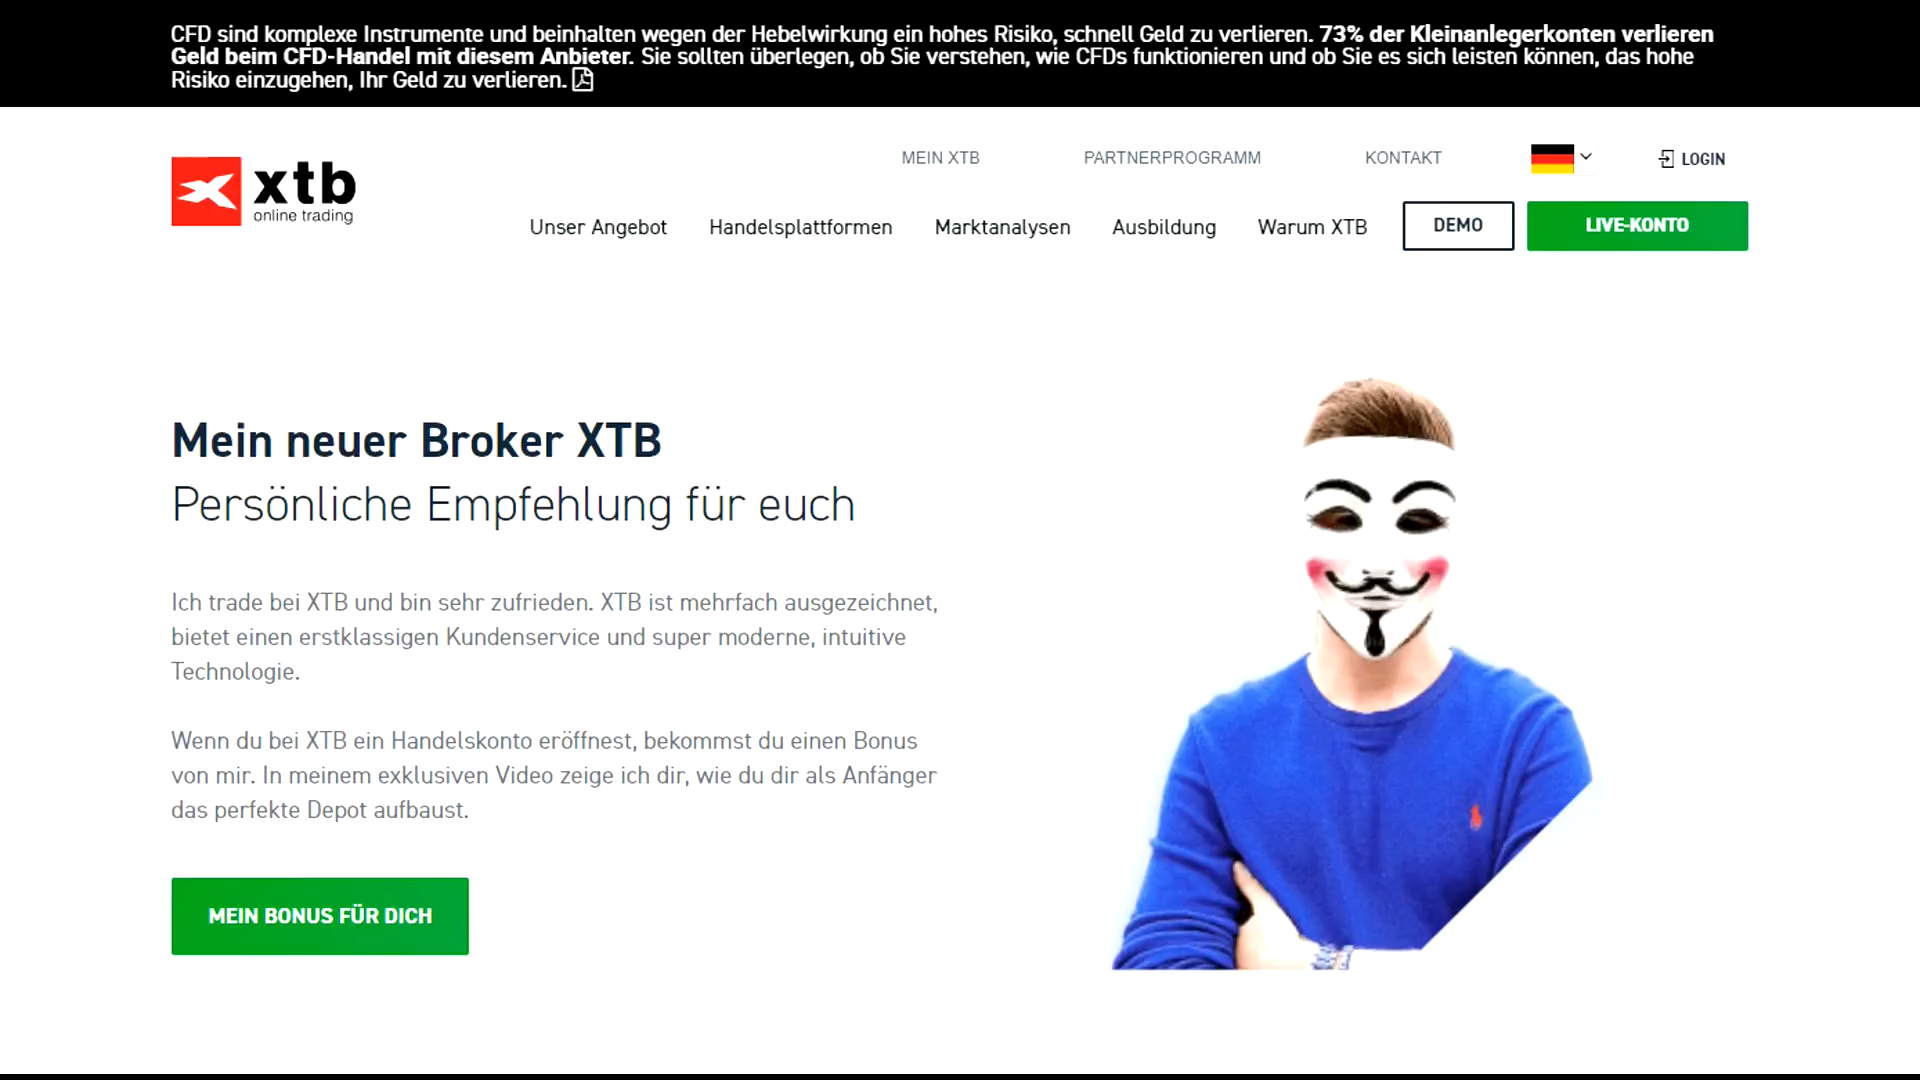 CFD sind komplexe Instrumente und beinhalten wegen der Hebelwirkung ein hohes Risiko, schnell Geld zu verlieren. 73% der Kleinanlegerkonten verlieren
Geld beim CFD-Handel mit diesem Anbieter. Sie sollten überlegen, ob Sie verstehen, wie CFDs funktionieren und ob Sie es sich leisten können, das hohe
Risiko einzugehen, Ihr Geld zu verlieren.
MEIN XTB
PARTNERPROGRAMM
KONTAKT
LOGIN
xtb
online trading
Unser Angebot
Handelsplattformen
Marktanalysen
Ausbildung
Warum XTB
DEMO
LIVE-KONTO
Mein neuer Broker XTB
Persönliche Empfehlung für euch
Ich trade bei XTB und bin sehr zufrieden. XTB ist mehrfach ausgezeichnet,
bietet einen erstklassigen Kundenservice und super moderne, intuitive
Technologie.
Wenn du bei XTB ein Handelskonto eröffnest, bekommst du einen Bonus
von mir. In meinem exklusiven Video zeige ich dir, wie du dir als Anfänger
das perfekte Depot aufbaust.
MEIN BONUS FÜR DICH